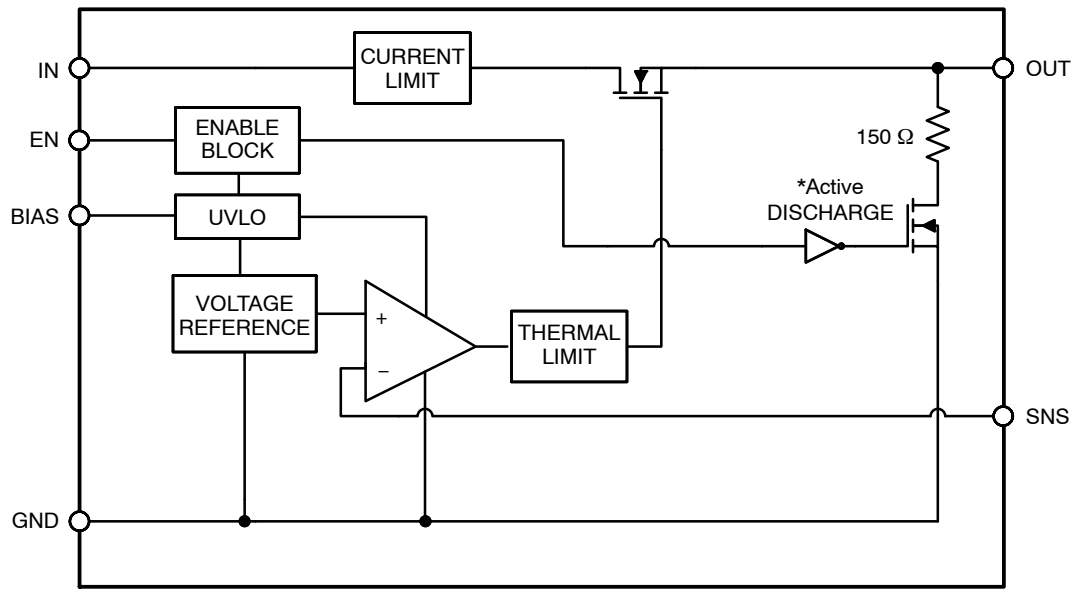 IN
CURRENT
LIMIT
OUT
EN
ENABLE
BLOCK
150 Ω
*Active
DISCHARGE
BIAS
UVLO
VOLTAGE
REFERENCE
+
−
THERMAL
LIMIT
SNS
GND